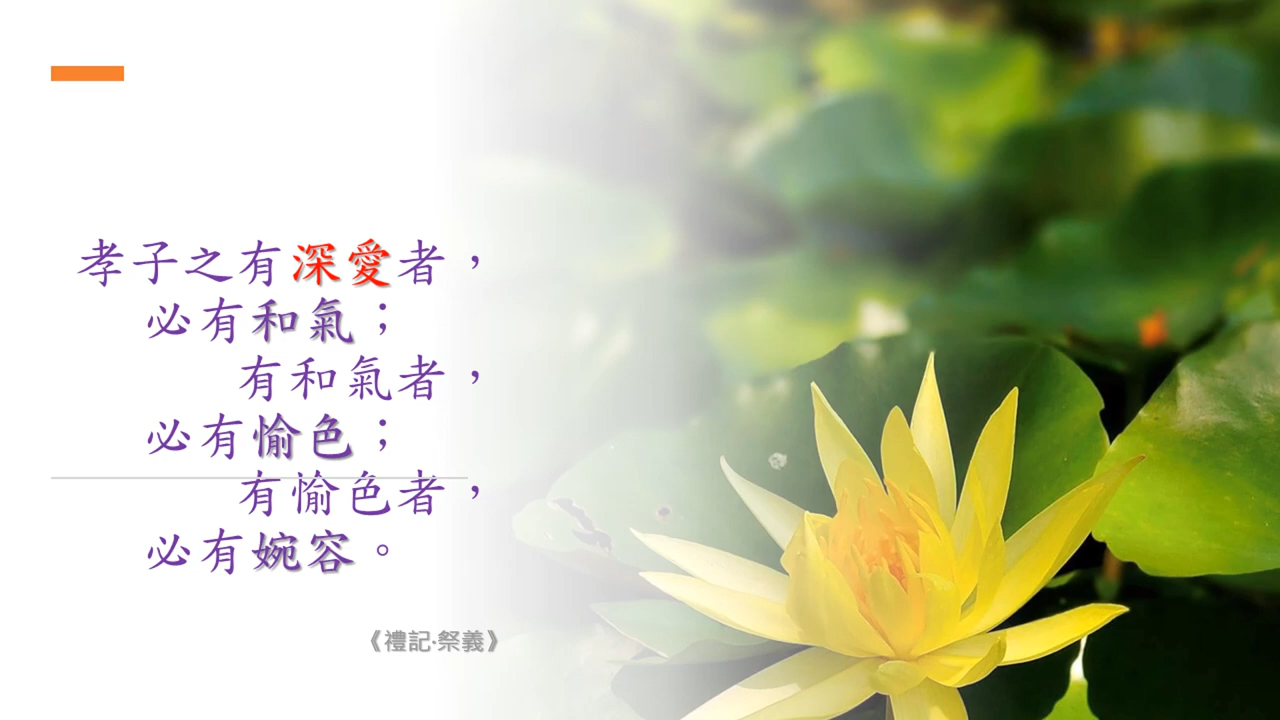 孝子之有深愛者，
必有和氣；
有和氣者，
必有愉色；
有愉色者，
必有婉容。
《禮記·祭義》